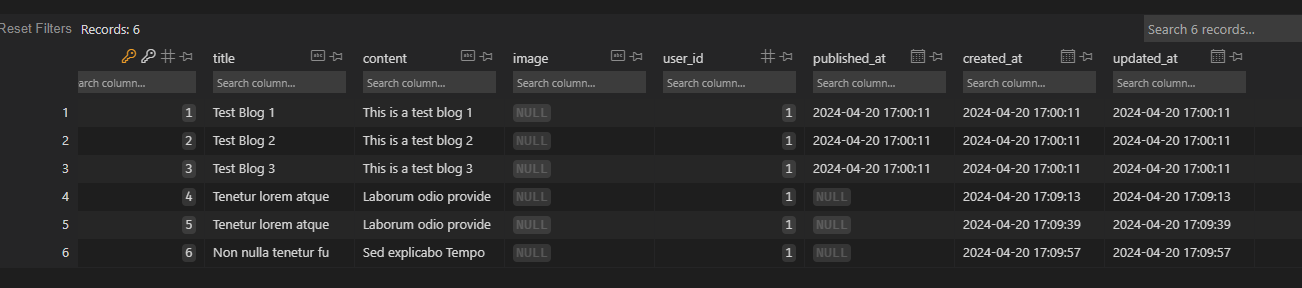 Reset Filters Records: 6 Search 6 records...
title content image user_id published_at created_at updated_at
arch column... Search column... Search column... Search column... Search column... Search column... Search column... Search column...
1 1 Test Blog 1 This is a test blog 1 NULL 1 2024-04-20 17:00:11 2024-04-20 17:00:11 2024-04-20 17:00:11
2 2 Test Blog 2 This is a test blog 2 NULL 1 2024-04-20 17:00:11 2024-04-20 17:00:11 2024-04-20 17:00:11
3 3 Test Blog 3 This is a test blog 3 NULL 1 2024-04-20 17:00:11 2024-04-20 17:00:11 2024-04-20 17:00:11
4 4 Tenetur lorem atque Laborum odio provide NULL 1 NULL 2024-04-20 17:09:13 2024-04-20 17:09:13
5 5 Tenetur lorem atque Laborum odio provide NULL 1 NULL 2024-04-20 17:09:39 2024-04-20 17:09:39
6 6 Non nulla tenetur fu Sed explicabo Tempo NULL 1 NULL 2024-04-20 17:09:57 2024-04-20 17:09:57